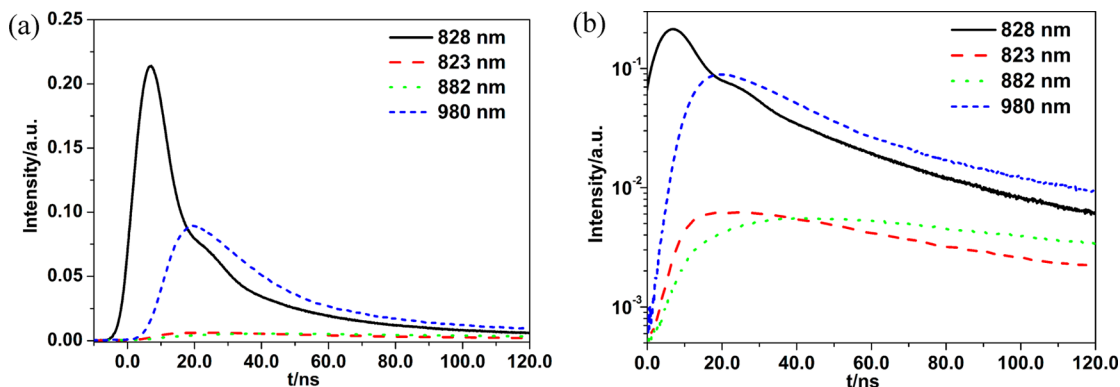 (a)
0.25
0.20
0.15
0.10
0.05
0.00
Intensity/a.u.
828 nm
823 nm
882 nm
980 nm
0.0 20.0 40.0 60.0 80.0 100.0 120.0
t/ns
(b)
10⁻¹
10⁻²
10⁻³
Intensity/a.u.
828 nm
823 nm
882 nm
980 nm
0.0 20.0 40.0 60.0 80.0 100.0 120.0
t/ns